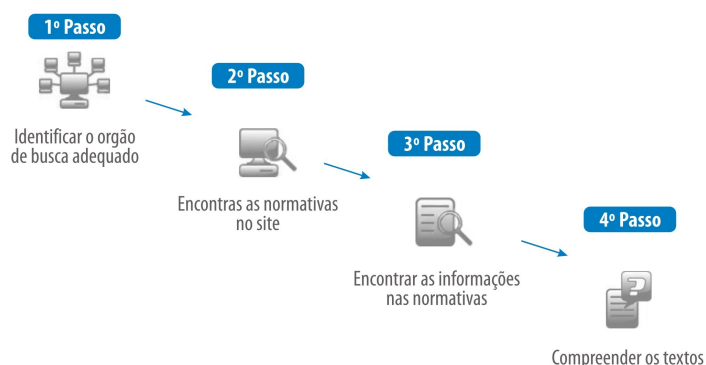 1º Passo
Identificar o orgão
de busca adequado
2º Passo
Encontras as normativas
no site
3º Passo
Encontrar as informações
nas normativas
4º Passo
?
Compreender os textos